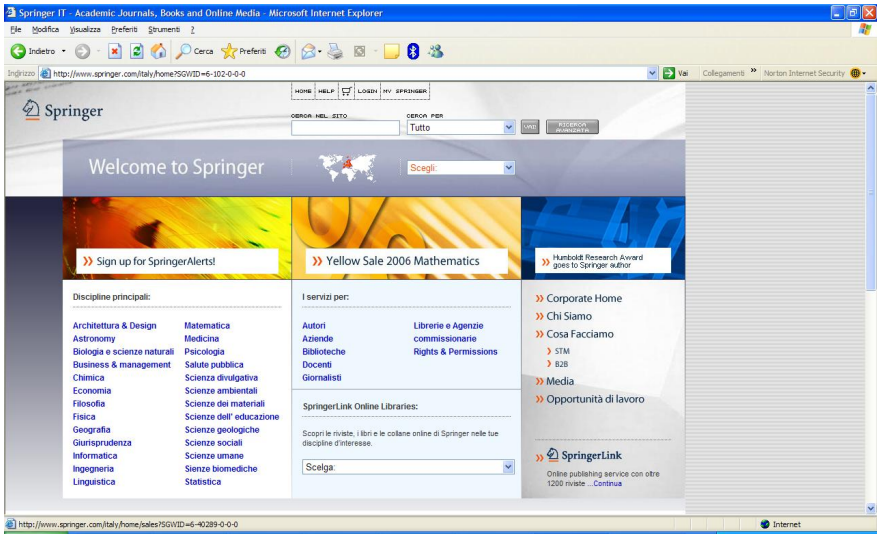 Springer IT - Academic Journals, Books and Online Media - Microsoft Internet Explorer
File Modifica Visualizza Preferiti Strumenti ?
Indietro Cerca Preferiti
Indirizzo http://www.springer.com/italy/home?SGWID=6-102-0-0-0 Vai Collegamenti » Norton Internet Security
HOME HELP LOGIN MY SPRINGER
Springer
CERCA NEL SITO CERCA PER
Tutto VAI RICERCA AVANZATA
Welcome to Springer Scegli:
Sign up for SpringerAlerts!
Yellow Sale 2006 Mathematics
Humboldt Research Award
goes to Springer author
Discipline principali:
Architettura & Design
Astronomy
Biologia e scienze naturali
Business & management
Chimica
Economia
Filosofia
Fisica
Geografia
Giurisprudenza
Informatica
Ingegneria
Linguistica
Matematica
Medicina
Psicologia
Salute pubblica
Scienza divulgativa
Scienze ambientali
Scienze dei materiali
Scienze dell' educazione
Scienze geologiche
Scienze sociali
Scienze umane
Sienze biomediche
Statistica
I servizi per:
Autori
Aziende
Biblioteche
Docenti
Giornalisti
Librerie e Agenzie
commissionarie
Rights & Permissions
SpringerLink Online Libraries:
Scopri le riviste, i libri e le collane online di Springer nelle tue
discipline d'interesse.
Scelga:
Corporate Home
Chi Siamo
Cosa Facciamo
STM
B2B
Media
Opportunità di lavoro
SpringerLink
Online publishing service con oltre
1200 riviste ...Continua
http://www.springer.com/italy/home/sales?SGWID=6-40289-0-0-0 Internet